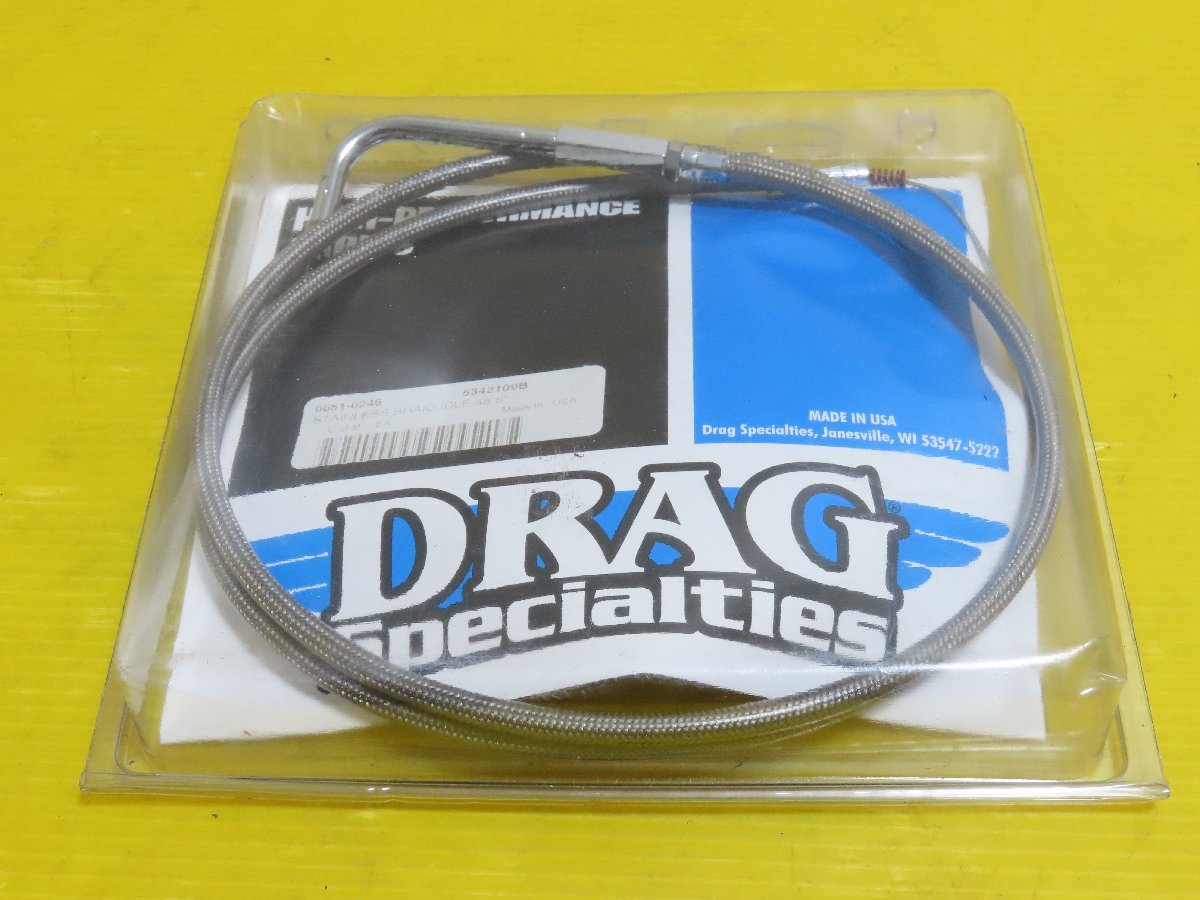 PERFORMANCE
0651-0246 5342109B
STAINLESS BRAID IDLE 48.5"
Made In: USA
MADE IN USA
Drag Specialties, Janesville, WI 53547-5222
DRAG®
Specialties